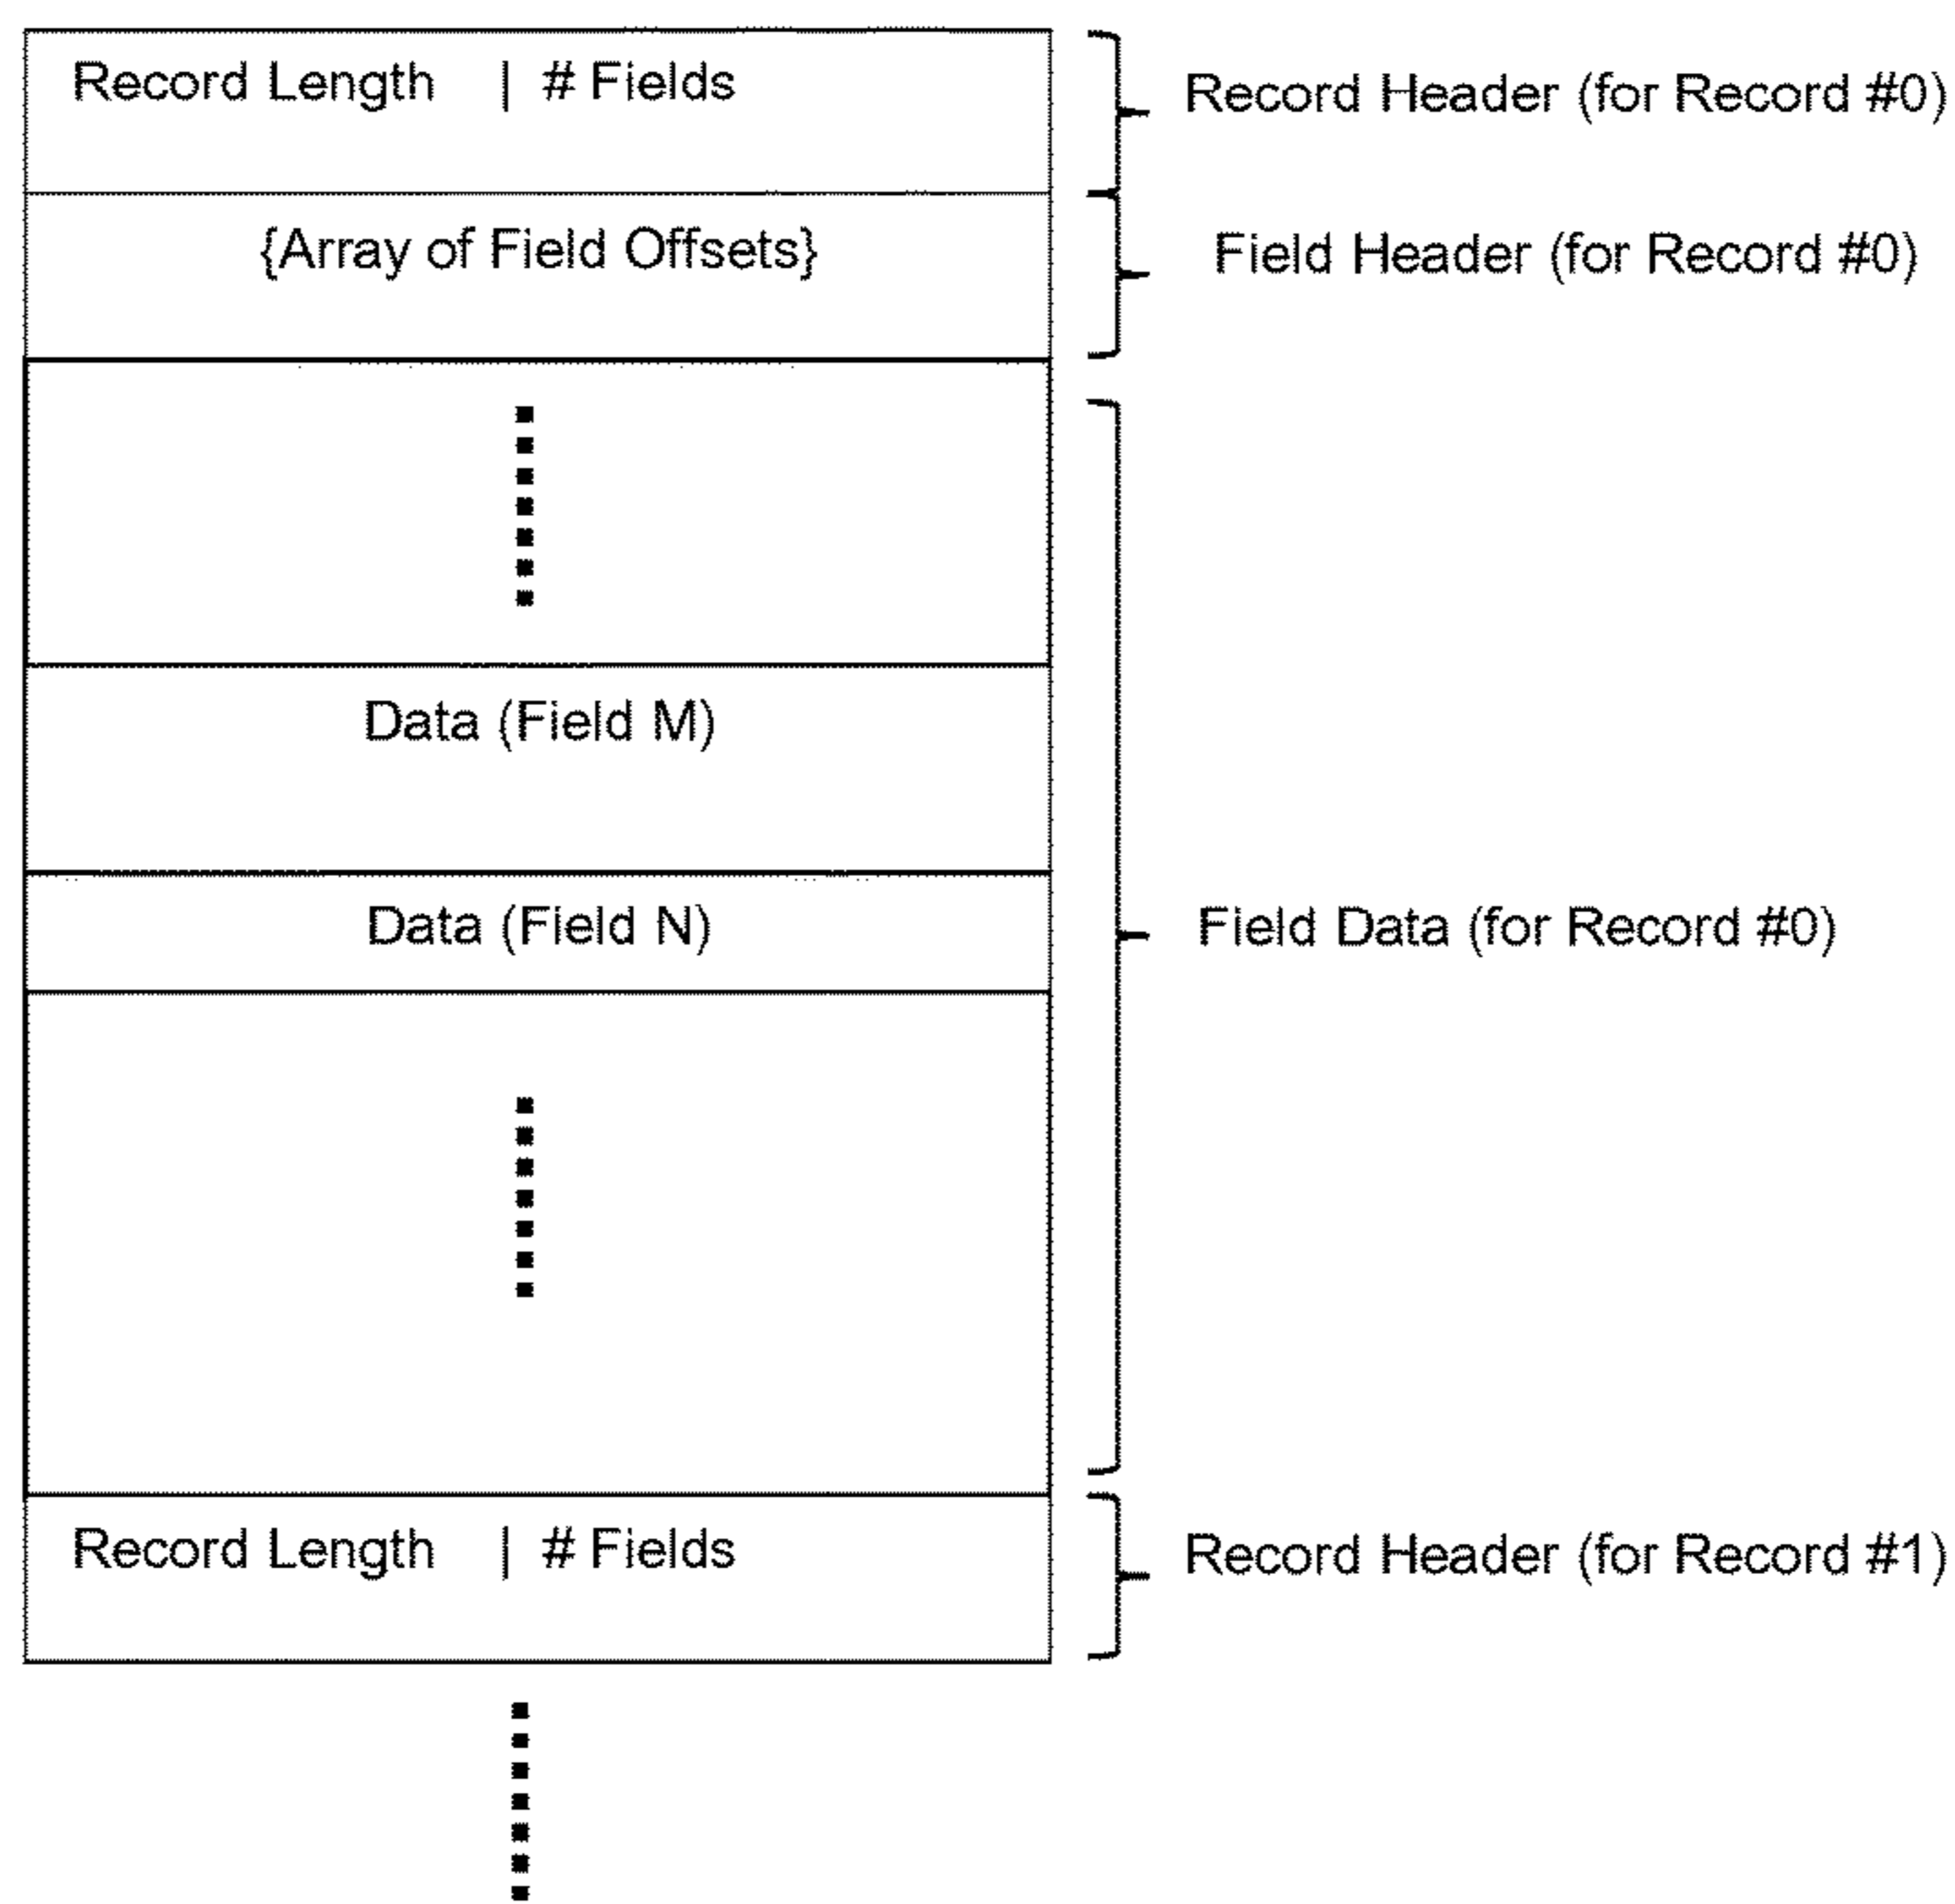 Record Length | # Fields
Record Header (for Record #0)
{Array of Field Offsets}
Field Header (for Record #0)
Data (Field M)
Data (Field N)
Field Data (for Record #0)
Record Length | # Fields
Record Header (for Record #1)